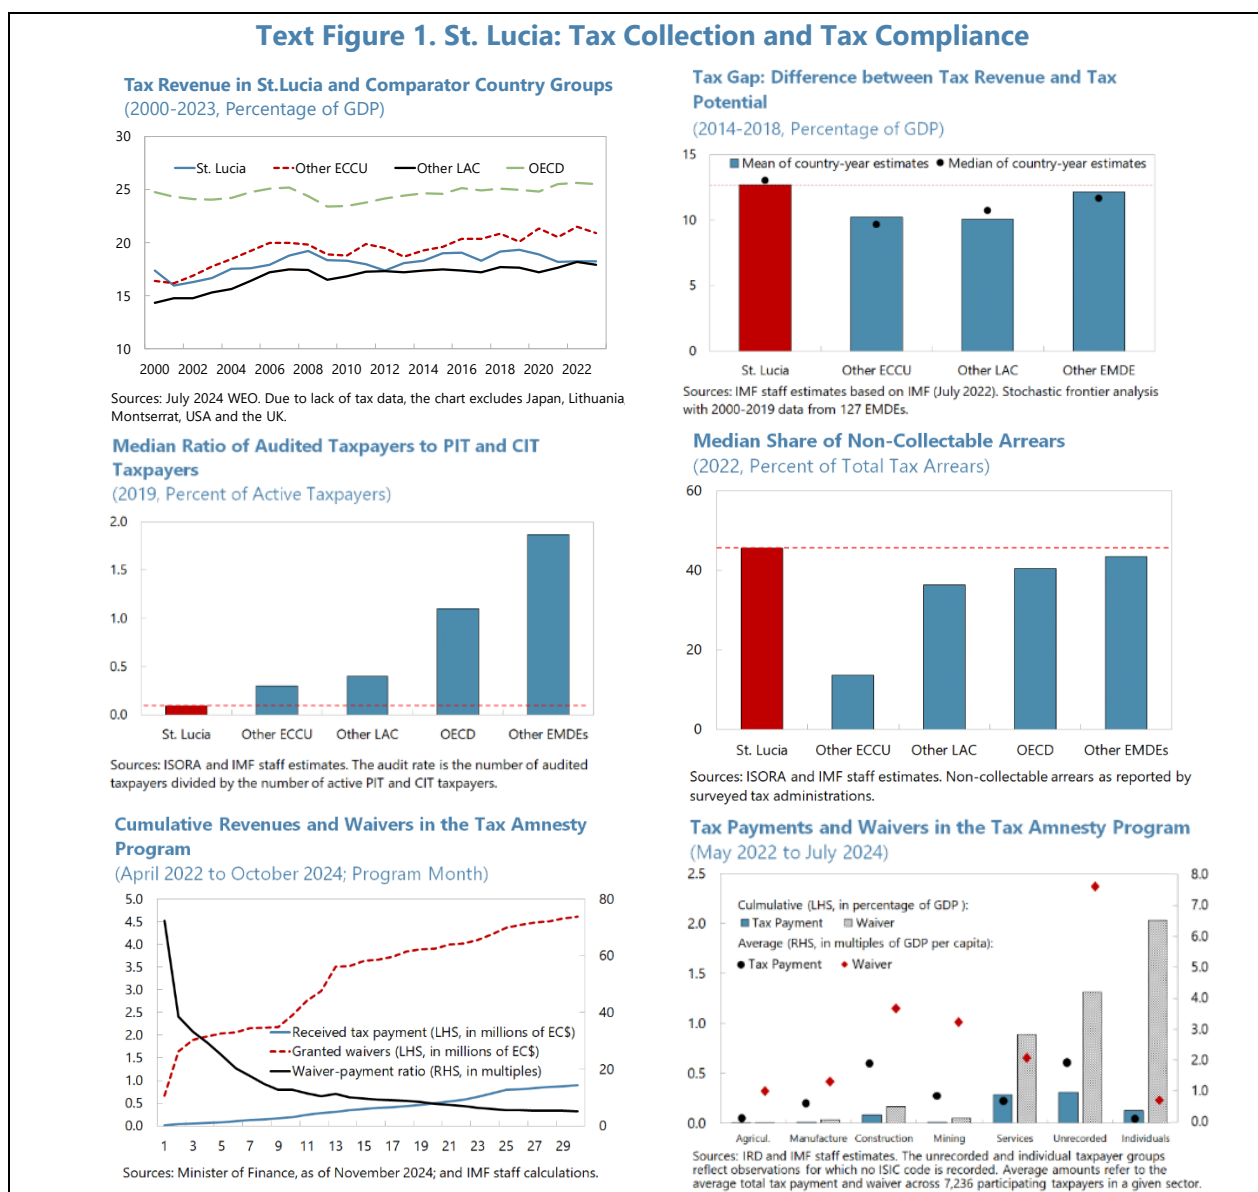 Text Figure 1. St. Lucia: Tax Collection and Tax Compliance
Tax Revenue in St.Lucia and Comparator Country Groups
(2000-2023, Percentage of GDP)
30
25
20
15
10
St. Lucia
Other ECCU
Other LAC
OECD
2000 2002 2004 2006 2008 2010 2012 2014 2016 2018 2020 2022
Sources: July 2024 WEO. Due to lack of tax data, the chart excludes Japan, Lithuania,
Montserrat, USA and the UK.
Tax Gap: Difference between Tax Revenue and Tax
Potential
(2014-2018, Percentage of GDP)
15
10
5
0
Mean of country-year estimates
Median of country-year estimates
St. Lucia
Other ECCU
Other LAC
Other EMDE
Sources: IMF staff estimates based on IMF (July 2022). Stochastic frontier analysis
with 2000-2019 data from 127 EMDEs.
Median Ratio of Audited Taxpayers to PIT and CIT
Taxpayers
(2019, Percent of Active Taxpayers)
2.0
1.5
1.0
0.5
0.0
St. Lucia
Other ECCU
Other LAC
OECD
Other EMDEs
Sources: ISORA and IMF staff estimates. The audit rate is the number of audited
taxpayers divided by the number of active PIT and CIT taxpayers.
Median Share of Non-Collectable Arrears
(2022, Percent of Total Tax Arrears)
60
40
20
0
St. Lucia
Other ECCU
Other LAC
OECD
Other EMDEs
Sources: ISORA and IMF staff estimates. Non-collectable arrears as reported by
surveyed tax administrations.
Cumulative Revenues and Waivers in the Tax Amnesty
Program
(April 2022 to October 2024; Program Month)
5.0
4.5
4.0
3.5
3.0
2.5
2.0
1.5
1.0
0.5
0.0
80
60
40
20
0
Received tax payment (LHS, in millions of EC$)
Granted waivers (LHS, in millions of EC$)
Waiver-payment ratio (RHS, in multiples)
1 3 5 7 9 11 13 15 17 19 21 23 25 27 29
Sources: Minister of Finance, as of November 2024; and IMF staff calculations.
Tax Payments and Waivers in the Tax Amnesty Program
(May 2022 to July 2024)
2.5
2.0
1.5
1.0
0.5
0.0
8.0
7.0
6.0
5.0
4.0
3.0
2.0
1.0
0.0
Culmulative (LHS, in percentage of GDP ):
Tax Payment
Waiver
Average (RHS, in multiples of GDP per capita):
Tax Payment
Waiver
Agricul.
Manufacture
Construction
Mining
Services
Unrecorded
Individuals
Sources: IRD and IMF staff estimates. The unrecorded and individual taxpayer groups
reflect observations for which no ISIC code is recorded. Average amounts refer to the
average total tax payment and waiver across 7,236 participating taxpayers in a given sector.